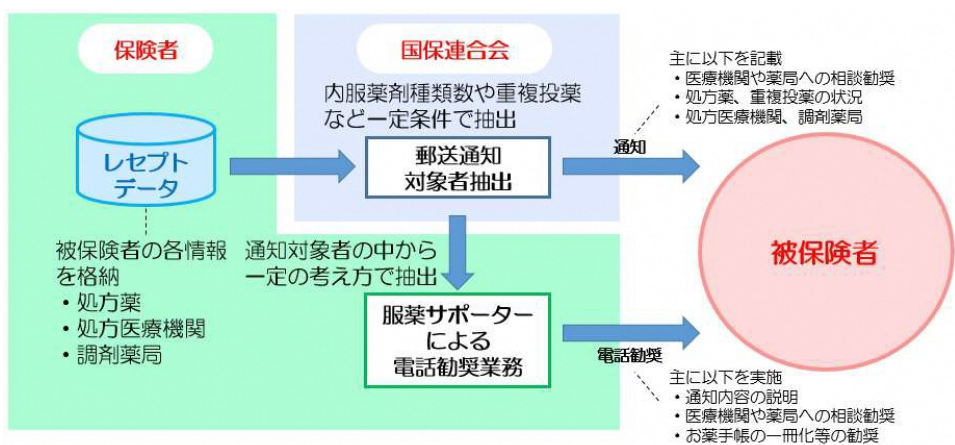 保険者
国保連合会
内服薬剤種類数や重複投薬
など一定条件で抽出
レセプト
データ
郵送通知
対象者抽出
通知
主に以下を記載
・医療機関や薬局への相談勧奨
・処方薬、重複投薬の状況
・処方医療機関、調剤薬局
被保険者
被保険者の各情報
を格納
・処方薬
・処方医療機関
・調剤薬局
通知対象者の中から
一定の考え方で抽出
服薬サポーター
による
電話勧奨業務
電話勧奨
主に以下を実施
・通知内容の説明
・医療機関や薬局への相談勧奨
・お薬手帳の一冊化等の勧奨